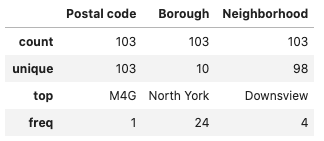 Postal code Borough Neighborhood
count 103 103 103
unique 103 10 98
top M4G North York Downsview
freq 1 24 4